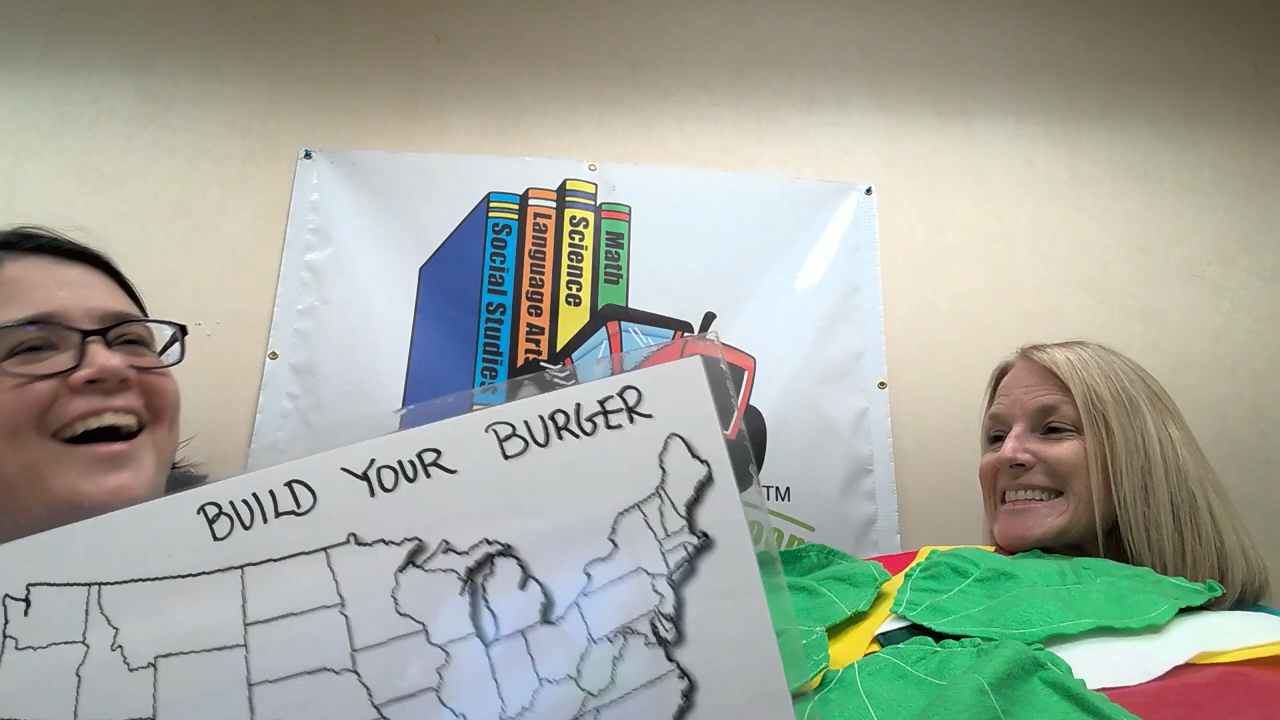 Social Studies
Language Arts
Science
Math
TM
BUILD YOUR BURGER